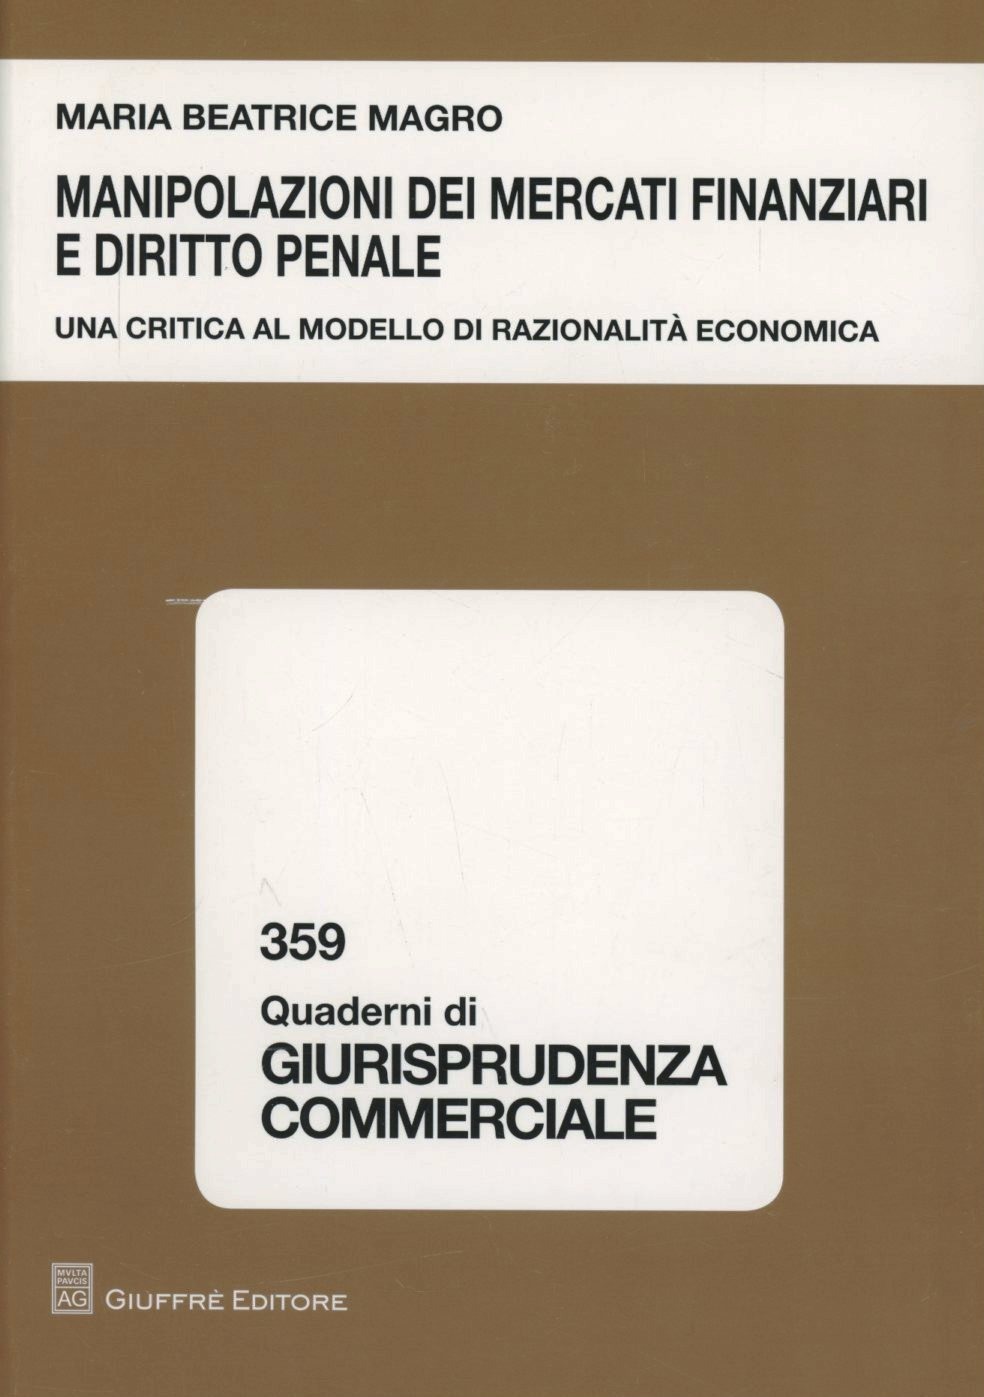 MARIA BEATRICE MAGRO
MANIPOLAZIONI DEI MERCATI FINANZIARI
E DIRITTO PENALE
UNA CRITICA AL MODELLO DI RAZIONALITÀ ECONOMICA
359
Quaderni di
GIURISPRUDENZA
COMMERCIALE
MVLTA
PAVCIS
AG
GIUFFRÈ EDITORE